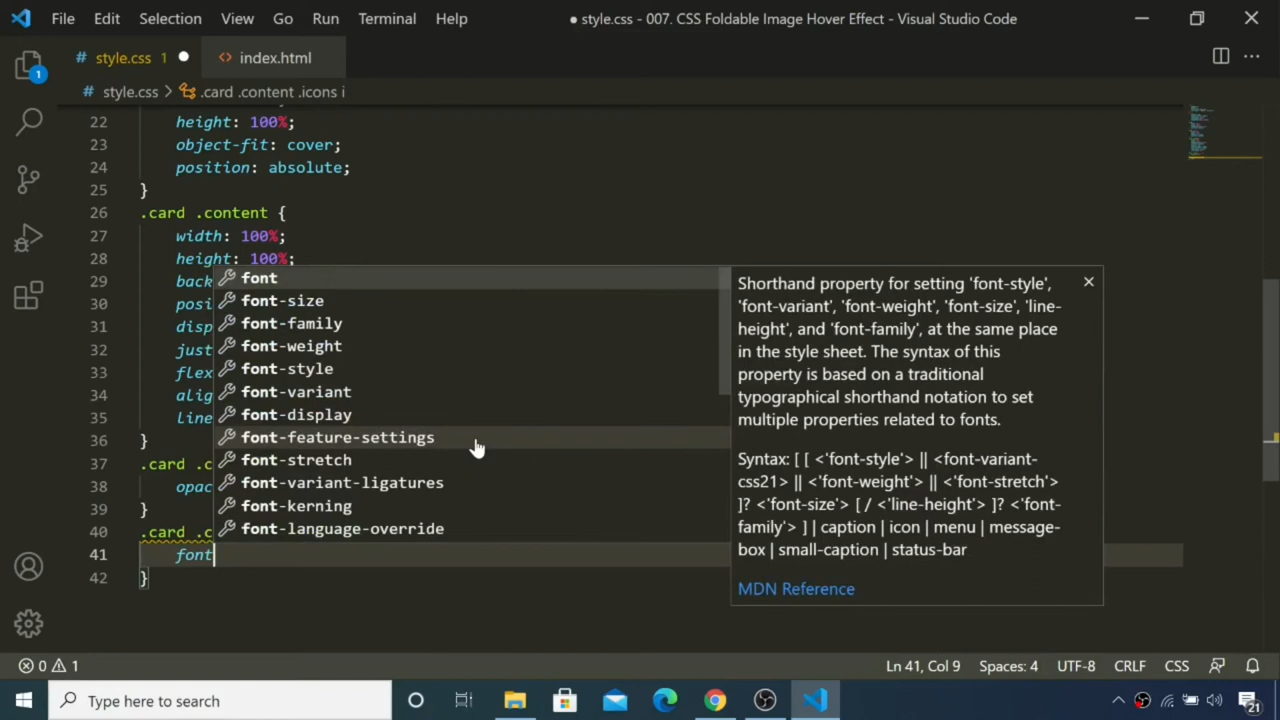 File Edit Selection View Go Run Terminal Help ● style.css - 007. CSS Foldable Image Hover Effect - Visual Studio Code
# style.css 1 ● <> index.html
# style.css > .card .content .icons i
1
22 height: 100%;
23 object-fit: cover;
24 position: absolute;
25 }
26 .card .content {
27 width: 100%;
28 height: 100%;
29 back
30 posi
31 disp
32 just
33 flex
34 alig
35 line
36 }
37 .card .c
38 opac
39 }
40 .card .c
41 font
42 }
font
font-size
font-family
font-weight
font-style
font-variant
font-display
font-feature-settings
font-stretch
font-variant-ligatures
font-kerning
font-language-override
Shorthand property for setting 'font-style',
'font-variant', 'font-weight', 'font-size', 'line-
height', and 'font-family', at the same place
in the style sheet. The syntax of this
property is based on a traditional
typographical shorthand notation to set
multiple properties related to fonts.
Syntax: [ [ <'font-style'> || <font-variant-
css21> || <'font-weight'> || <'font-stretch'>
]? <'font-size'> [ / <'line-height'> ]? <'font-
family'> ] | caption | icon | menu | message-
box | small-caption | status-bar
MDN Reference
0 1 Ln 41, Col 9 Spaces: 4 UTF-8 CRLF CSS
Type here to search
21